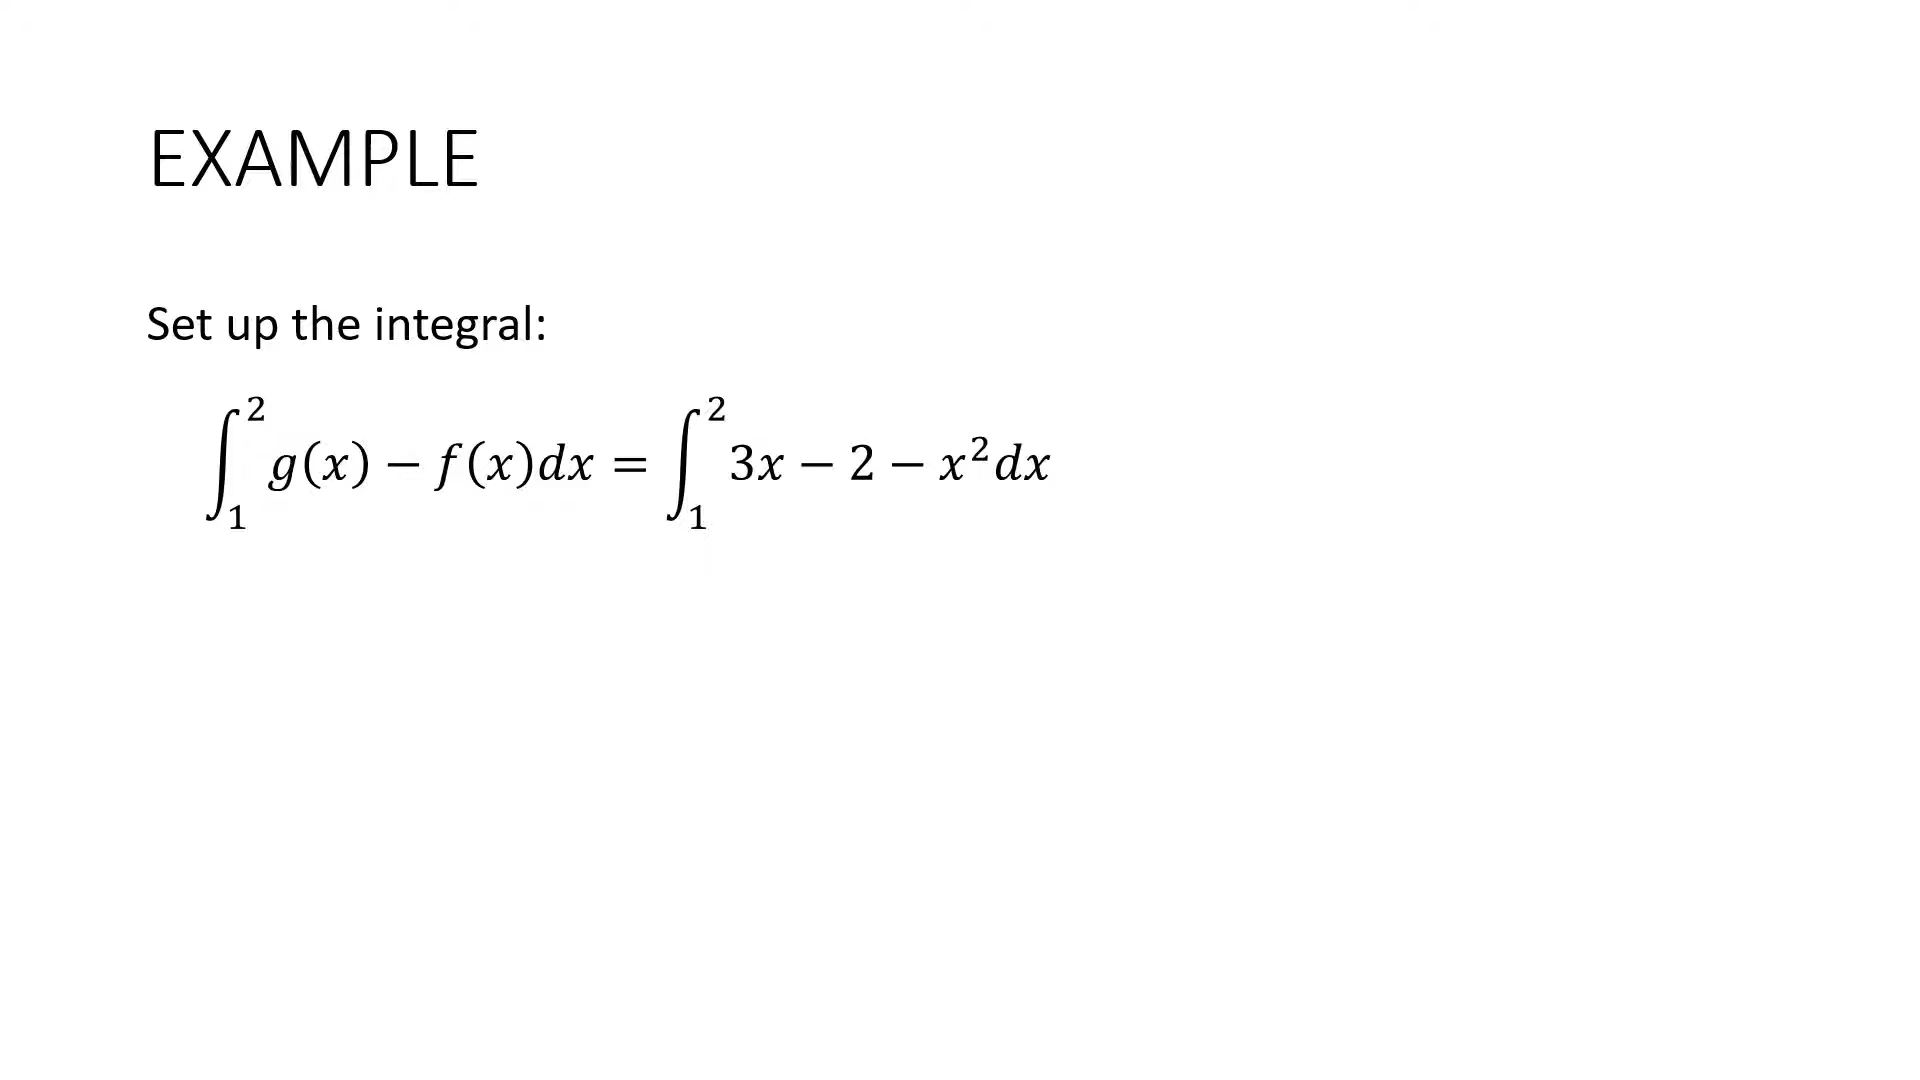 EXAMPLE
Set up the integral:
∫₁² g(x) − f(x)dx = ∫₁² 3x − 2 − x²dx